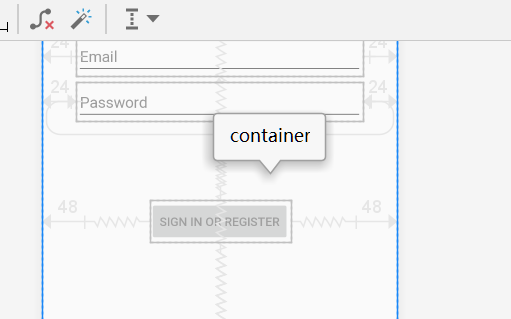 24 24
Email
24 24
Password
container
48 48
SIGN IN OR REGISTER